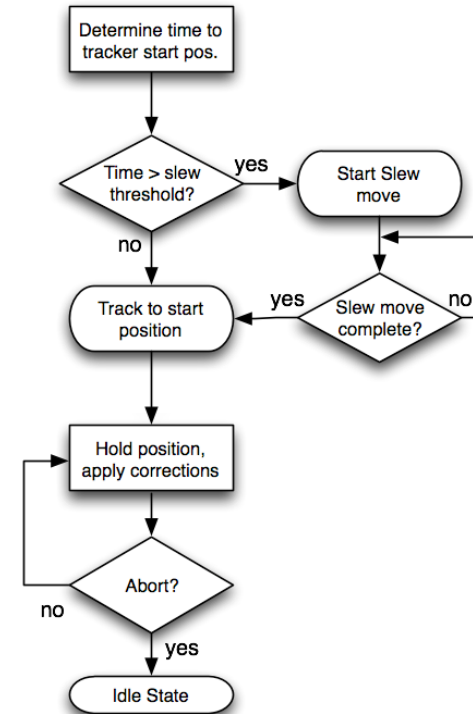 Determine time to
tracker start pos.
Time > slew
threshold?
yes
Start Slew
move
no
Track to start
position
yes
Slew move
complete?
no
Hold position,
apply corrections
Abort?
no
yes
Idle State